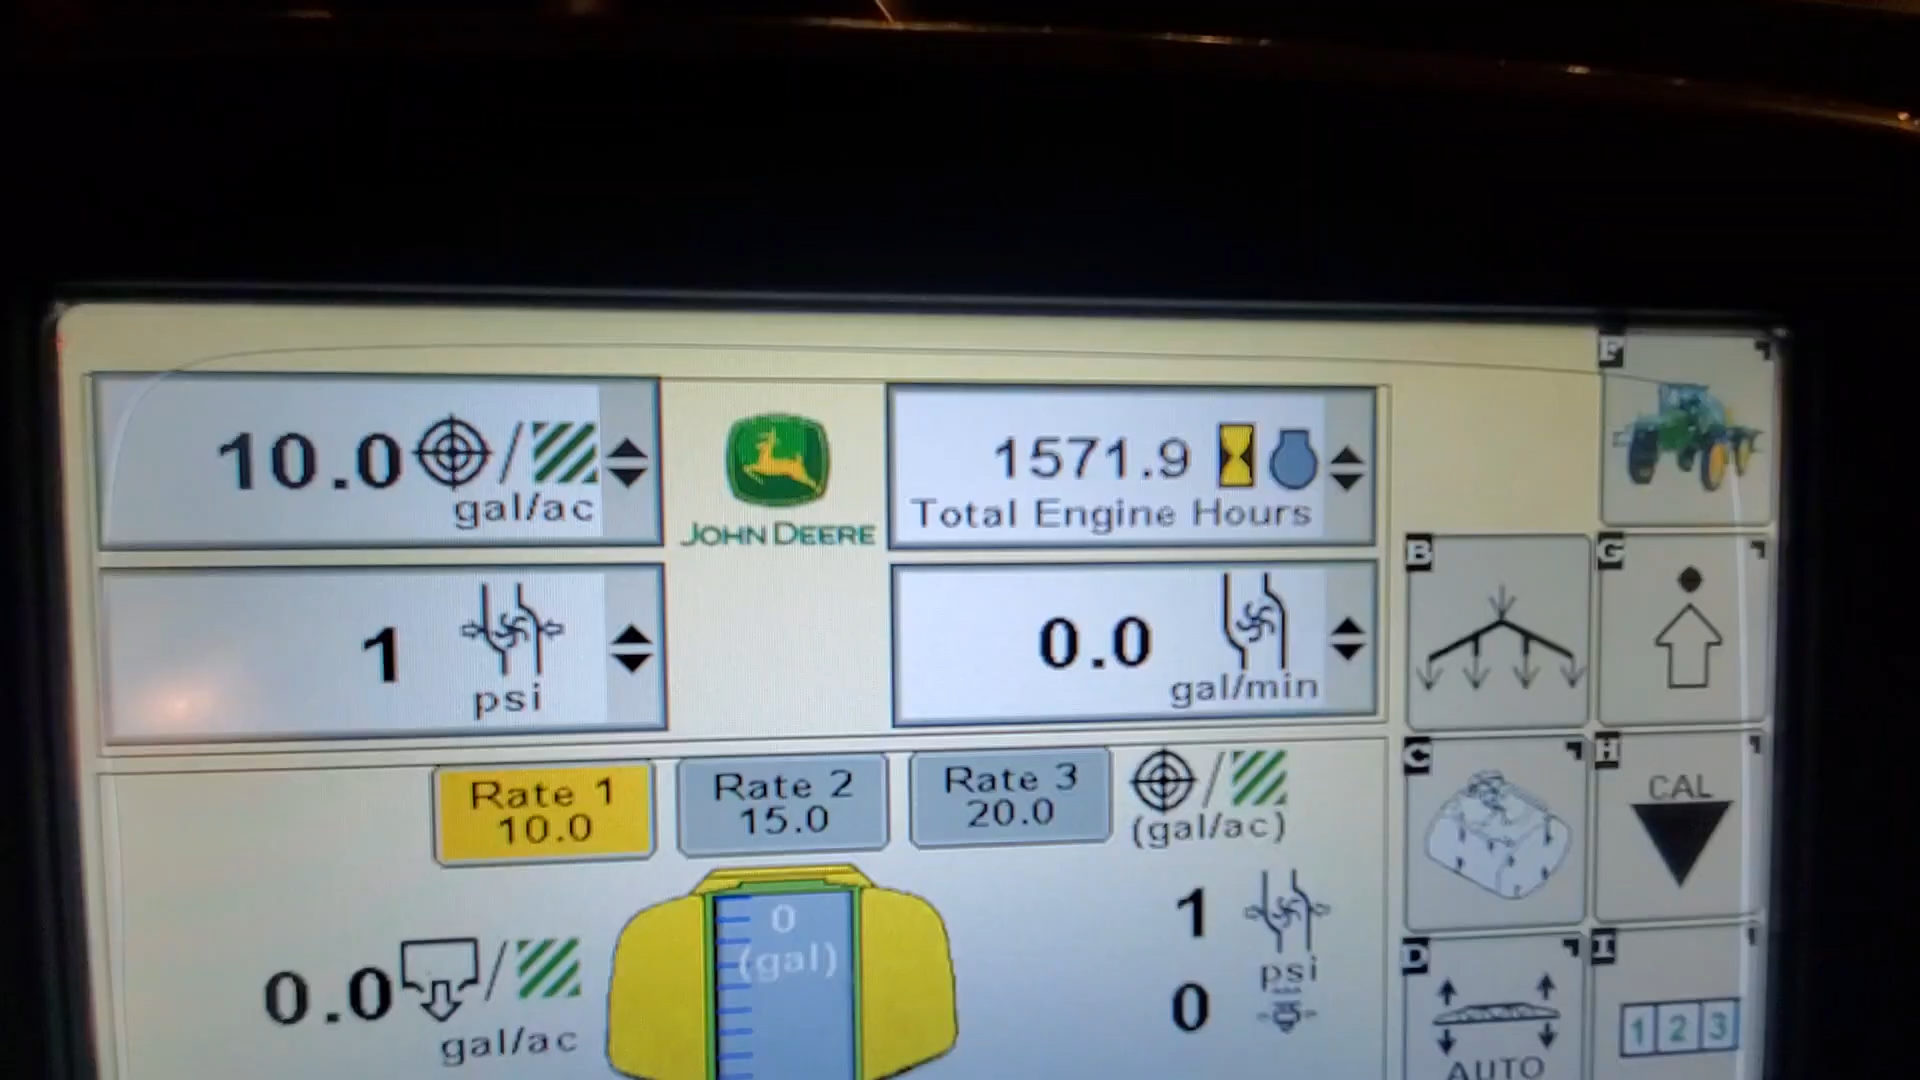 10.0
gal/ac
JOHN DEERE
1571.9
Total Engine Hours
F
1
psi
0.0
gal/min
B
G
Rate 1
10.0
Rate 2
15.0
Rate 3
20.0
(gal/ac)
C
H
CAL
0
(gal)
1
psi
0
0.0
gal/ac
D
AUTO
I
1 2 3